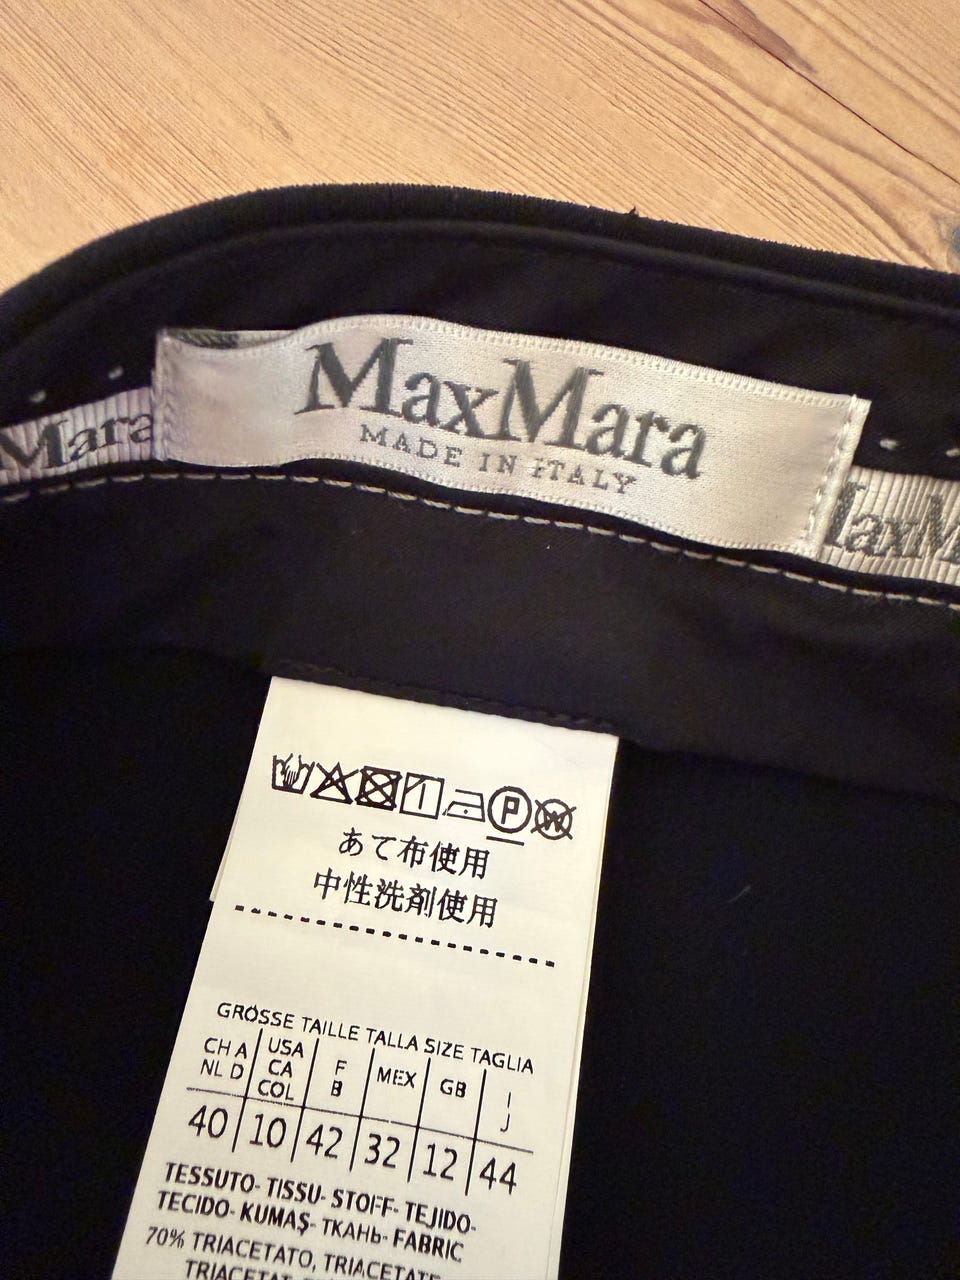 MaxMara
MADE IN ITALY
Mara
MaxM
P
W
あて布使用
中性洗剤使用
GRÖSSE TAILLE TALLA SIZE TAGLIA
CH A USA F MEX GB I
NL D CA B J
COL
40 10 42 32 12 44
TESSUTO- TISSU- STOFF- TEJIDO-
TECIDO- KUMAŞ- ТКАНЬ- FABRIC
70% TRIACETATO, TRIACETATE
TRIACETAT,